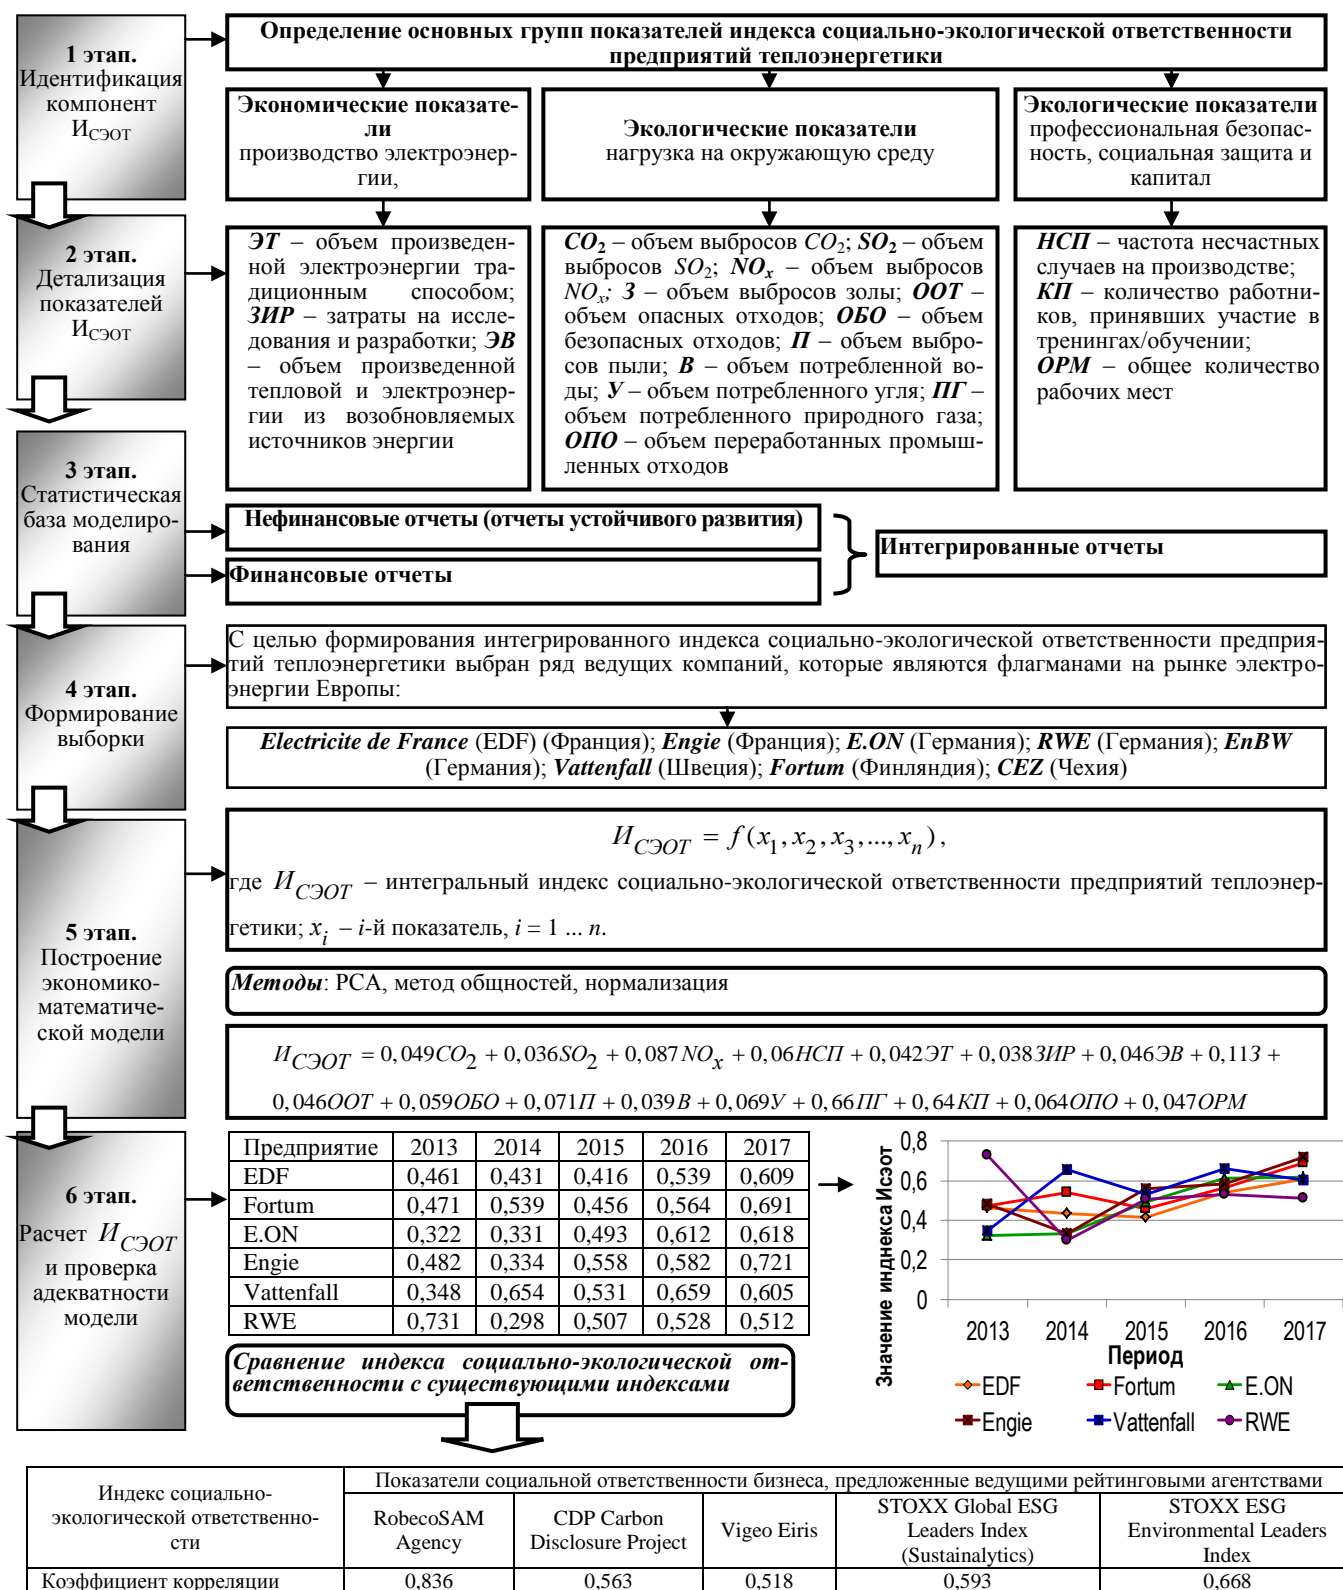 1 этап.
Идентификация
компонент
ИСЭОТ
Определение основных групп показателей индекса социально-экологической ответственности
предприятий теплоэнергетики
Экономические показате-
ли
производство электроэнер-
гии,
Экологические показатели
нагрузка на окружающую среду
Экологические показатели
профессиональная безопас-
ность, социальная защита и
капитал
2 этап.
Детализация
показателей
ИСЭОТ
ЭТ – объем произведен-
ной электроэнергии тра-
диционным способом;
ЗИР – затраты на иссле-
дования и разработки; ЭВ
– объем произведенной
тепловой и электроэнер-
гии из возобновляемых
источников энергии
CO2 – объем выбросов CO2; SO2 – объем
выбросов SO2; NOx – объем выбросов
NOx; З – объем выбросов золы; ООТ –
объем опасных отходов; ОБО – объем
безопасных отходов; П – объем выбро-
сов пыли; В – объем потребленной во-
ды; У – объем потребленного угля; ПГ –
объем потребленного природного газа;
ОПО – объем переработанных промыш-
ленных отходов
НСП – частота несчастных
случаев на производстве;
КП – количество работни-
ков, принявших участие в
тренингах/обучении;
ОРМ – общее количество
рабочих мест
3 этап.
Статистическая
база моделиро-
вания
Нефинансовые отчеты (отчеты устойчивого развития)
Финансовые отчеты
Интегрированные отчеты
4 этап.
Формирование
выборки
С целью формирования интегрированного индекса социально-экологической ответственности предприя-
тий теплоэнергетики выбран ряд ведущих компаний, которые являются флагманами на рынке электро-
энергии Европы:
Electricite de France (EDF) (Франция); Engie (Франция); E.ON (Германия); RWE (Германия); EnBW
(Германия); Vattenfall (Швеция); Fortum (Финляндия); CEZ (Чехия)
5 этап.
Построение
экономико-
математиче-
ской модели
ИСЭОТ = f(x1, x2, x3,..., xn),
где ИСЭОТ – интегральный индекс социально-экологической ответственности предприятий теплоэнер-
гетики; xi – i-й показатель, i = 1 ... n.
Методы: PCA, метод общностей, нормализация
ИСЭОТ = 0,049CO2 + 0,036SO2 + 0,087NOx + 0,06НСП + 0,042ЭТ + 0,038ЗИР + 0,046ЭВ + 0,11З +
0,046ООТ + 0,059ОБО + 0,071П + 0,039В + 0,069У + 0,66ПГ + 0,64КП + 0,064ОПО + 0,047ОРМ
6 этап.
Расчет ИСЭОТ
и проверка
адекватности
модели
Предприятие 2013 2014 2015 2016 2017
EDF 0,461 0,431 0,416 0,539 0,609
Fortum 0,471 0,539 0,456 0,564 0,691
E.ON 0,322 0,331 0,493 0,612 0,618
Engie 0,482 0,334 0,558 0,582 0,721
Vattenfall 0,348 0,654 0,531 0,659 0,605
RWE 0,731 0,298 0,507 0,528 0,512
Значение инднекса Исэот
0,8
0,6
0,4
0,2
0
2013 2014 2015 2016 2017
Период
EDF Fortum E.ON
Engie Vattenfall RWE
Сравнение индекса социально-экологической от-
ветственности с существующими индексами
Индекс социально-
экологической ответственно-
сти
Показатели социальной ответственности бизнеса, предложенные ведущими рейтинговыми агентствами
RobecoSAM
Agency
CDP Carbon
Disclosure Project
Vigeo Eiris
STOXX Global ESG
Leaders Index
(Sustainalytics)
STOXX ESG
Environmental Leaders
Index
Коэффициент корреляции 0,836 0,563 0,518 0,593 0,668